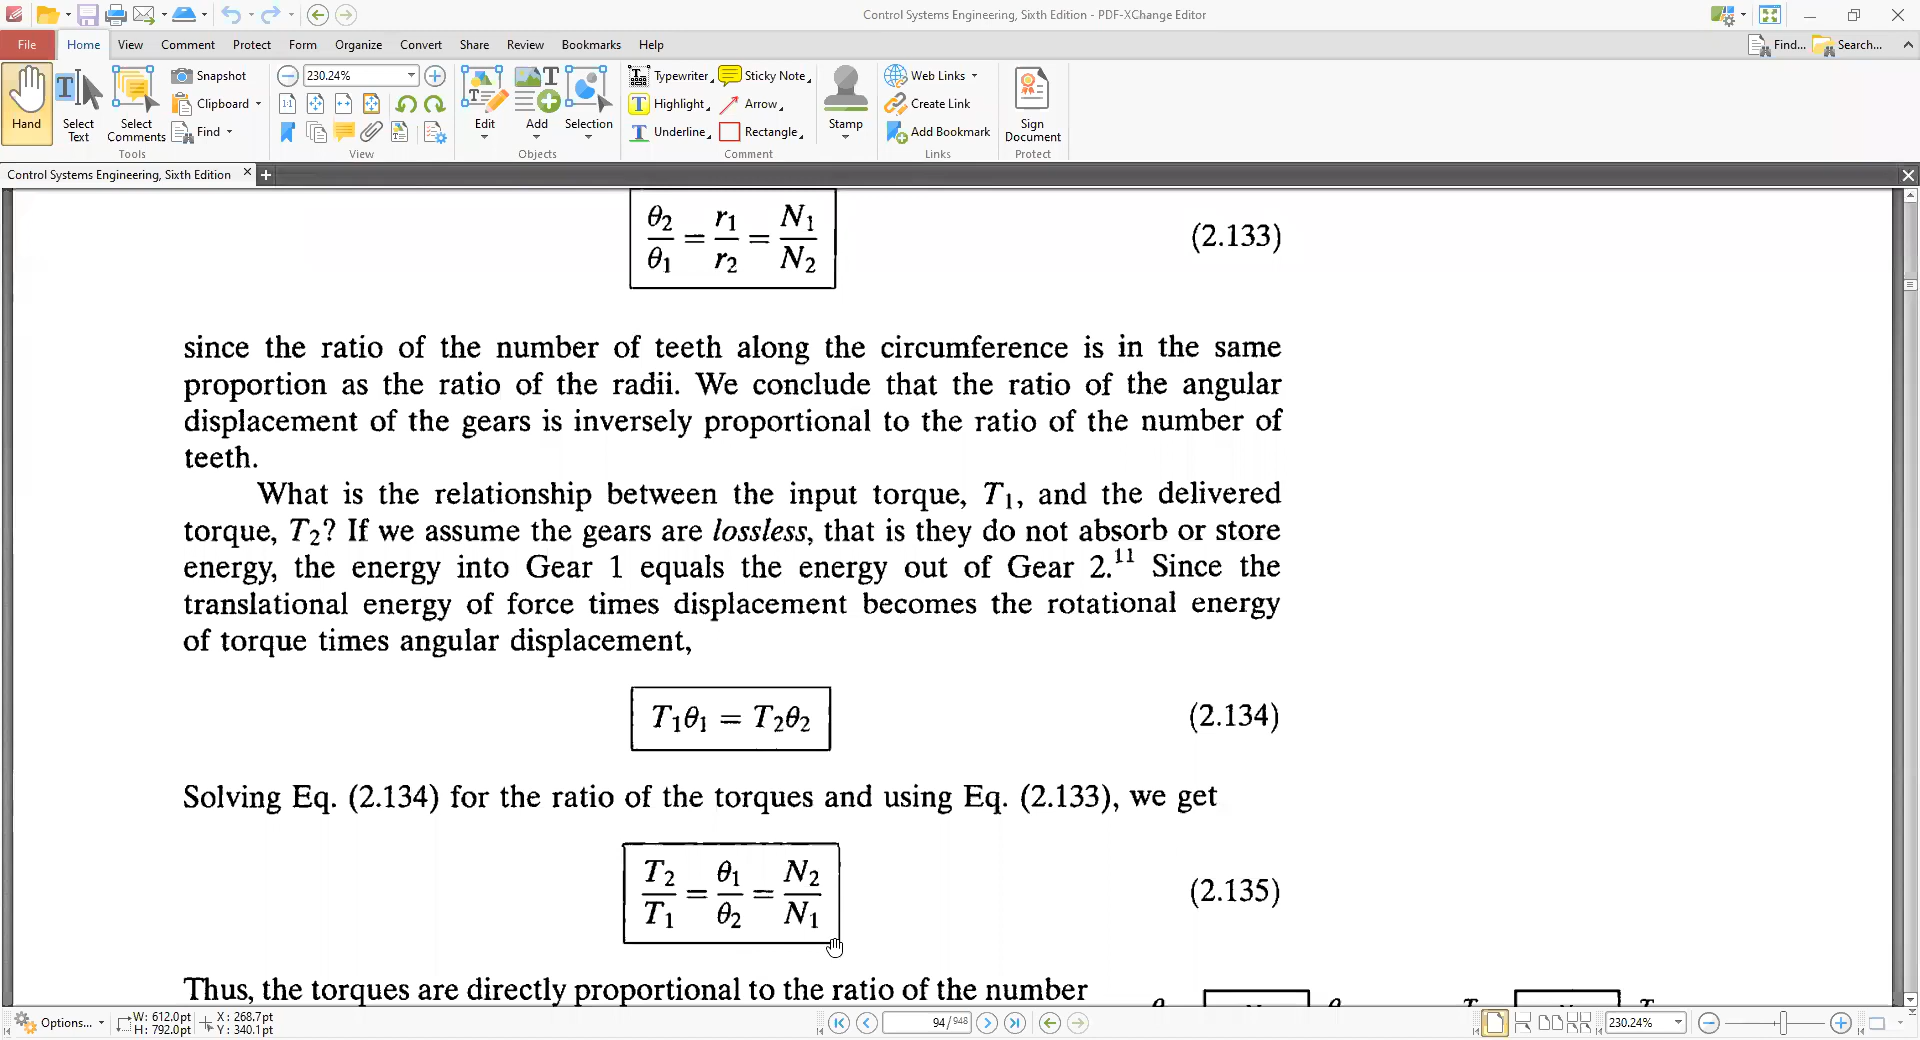 Control Systems Engineering, Sixth Edition - PDF-XChange Editor
File Home View Comment Protect Form Organize Convert Share Review Bookmarks Help Find... Search...
Hand
Select Text
Select Comments
Snapshot
Clipboard
Find
Tools
230.24%
View
Edit
Add
Selection
Objects
Typewriter
Sticky Note
Highlight
Arrow
Underline
Rectangle
Stamp
Comment
Web Links
Create Link
Add Bookmark
Links
Sign Document
Protect
Control Systems Engineering, Sixth Edition
θ₂/θ₁ = r₁/r₂ = N₁/N₂ (2.133)
since the ratio of the number of teeth along the circumference is in the same
proportion as the ratio of the radii. We conclude that the ratio of the angular
displacement of the gears is inversely proportional to the ratio of the number of
teeth.
What is the relationship between the input torque, T₁, and the delivered
torque, T₂? If we assume the gears are lossless, that is they do not absorb or store
energy, the energy into Gear 1 equals the energy out of Gear 2.¹¹ Since the
translational energy of force times displacement becomes the rotational energy
of torque times angular displacement,
T₁θ₁ = T₂θ₂ (2.134)
Solving Eq. (2.134) for the ratio of the torques and using Eq. (2.133), we get
T₂/T₁ = θ₁/θ₂ = N₂/N₁ (2.135)
Thus, the torques are directly proportional to the ratio of the number
Options...
W: 612.0pt
H: 792.0pt
X: 268.7pt
Y: 340.1pt
94/948
230.24%